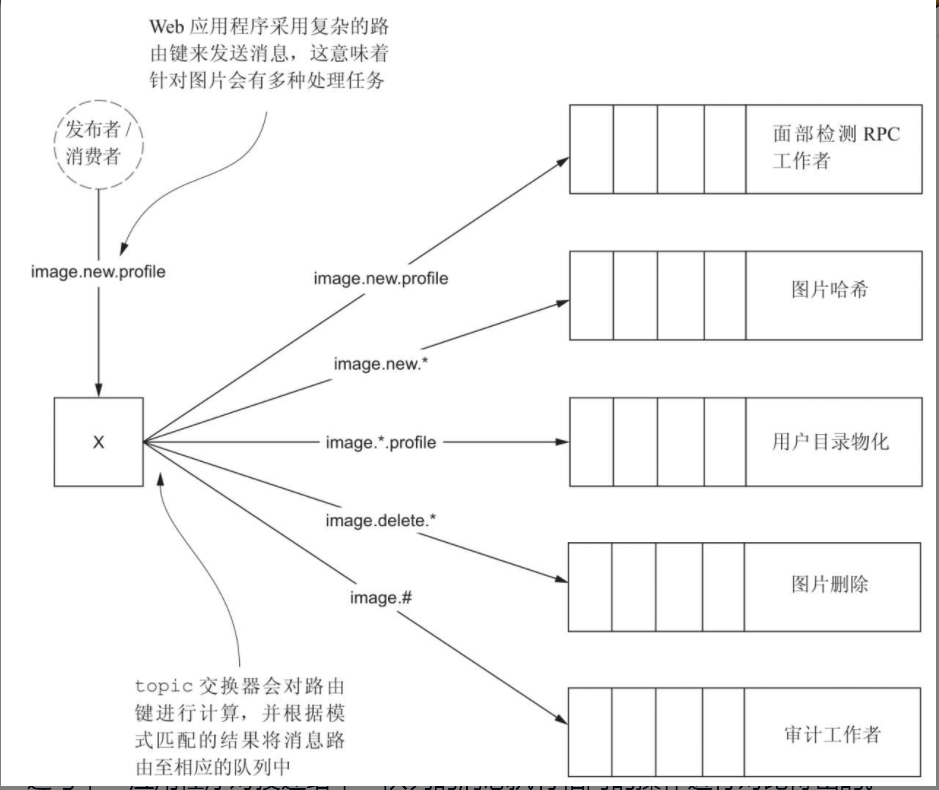 Web 应用程序采用复杂的路
由键来发送消息，这意味着
针对图片会有多种处理任务
发布者 /
消费者
image.new.profile
X
image.new.profile
image.new.*
image.*.profile
image.delete.*
image.#
面部检测 RPC
工作者
图片哈希
用户目录物化
图片删除
审计工作者
topic 交换器会对路由
键进行计算，并根据模
式匹配的结果将消息路
由至相应的队列中